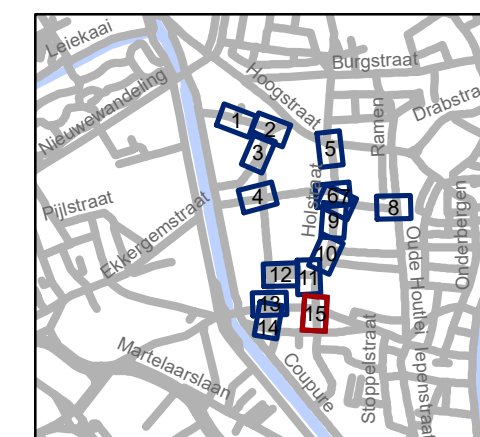 Leiekaai
Burgstraat
Hoogstraat
Nieuwewandeling
Ramen
Drabstra
1
2
3
5
Pijlstraat
Ekkergemstraat
4
Holstraat
6
7
8
9
Onderbergen
10
Oude Houtlei
12
11
13
14
15
Martelaarslaan
Coupure
Stoppelstraat
Iepenstraat